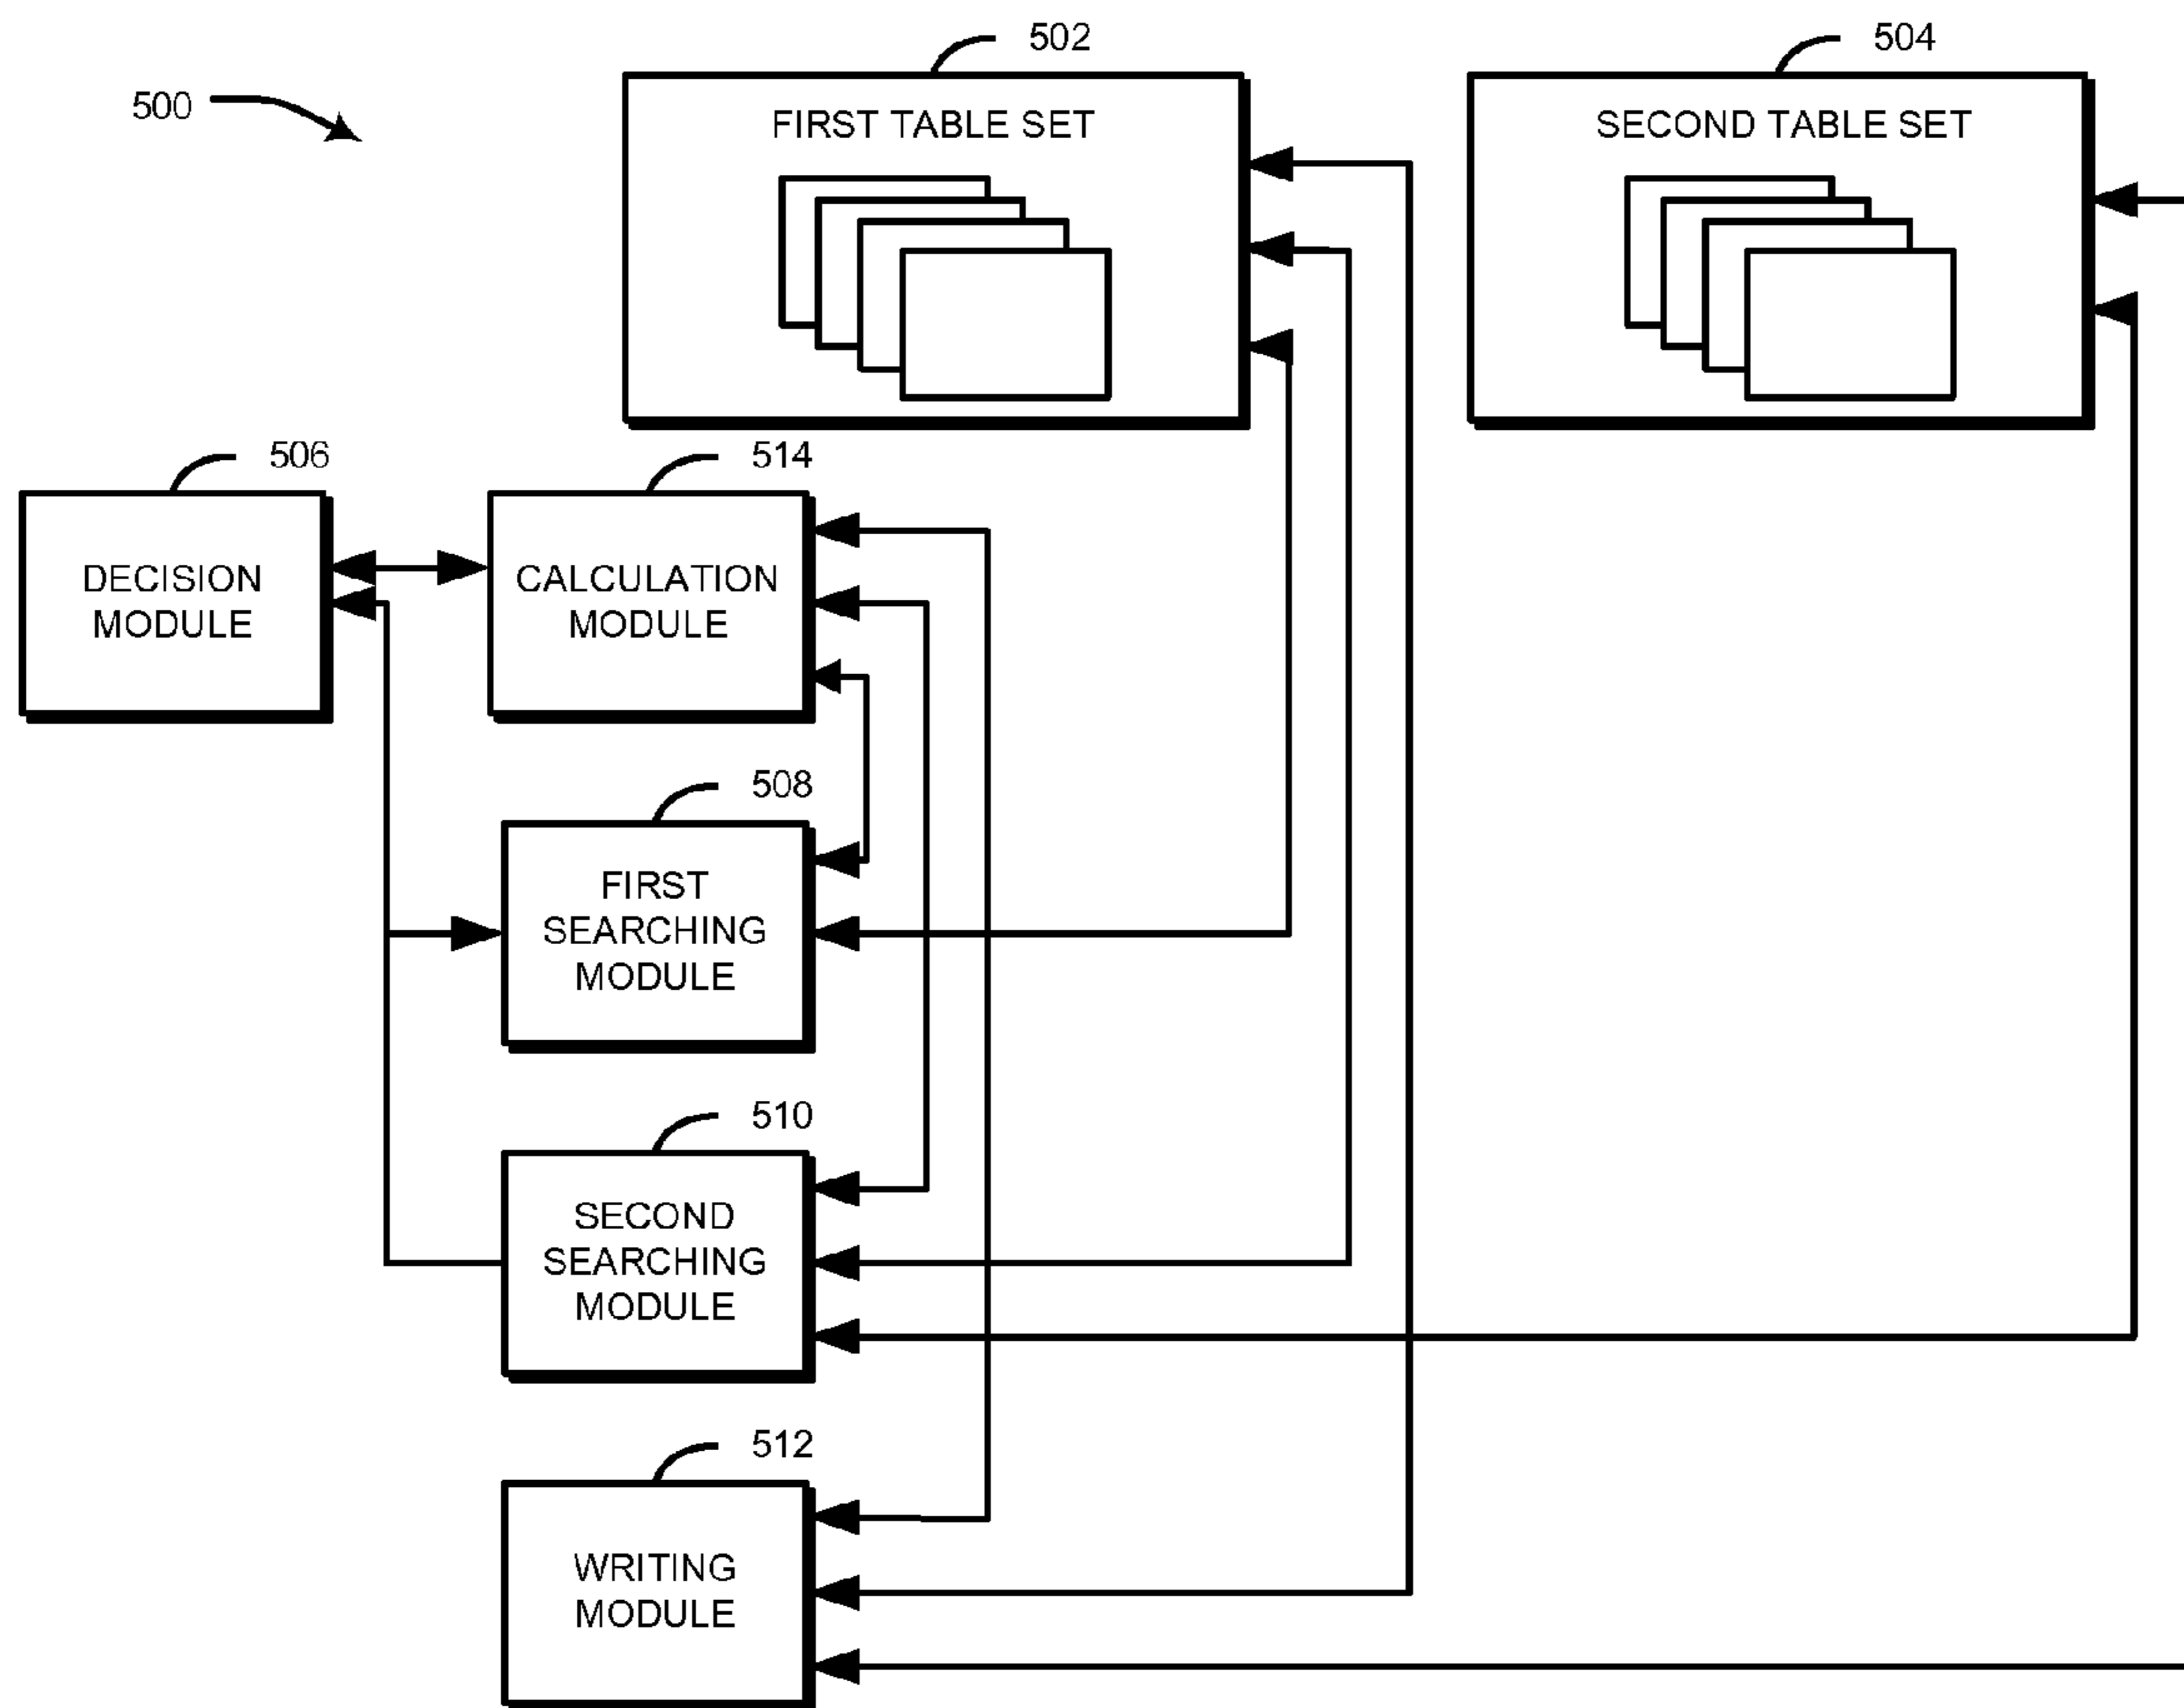 502
504
500
FIRST TABLE SET
SECOND TABLE SET
506
514
DECISION
MODULE
CALCULATION
MODULE
508
FIRST
SEARCHING
MODULE
510
SECOND
SEARCHING
MODULE
512
WRITING
MODULE